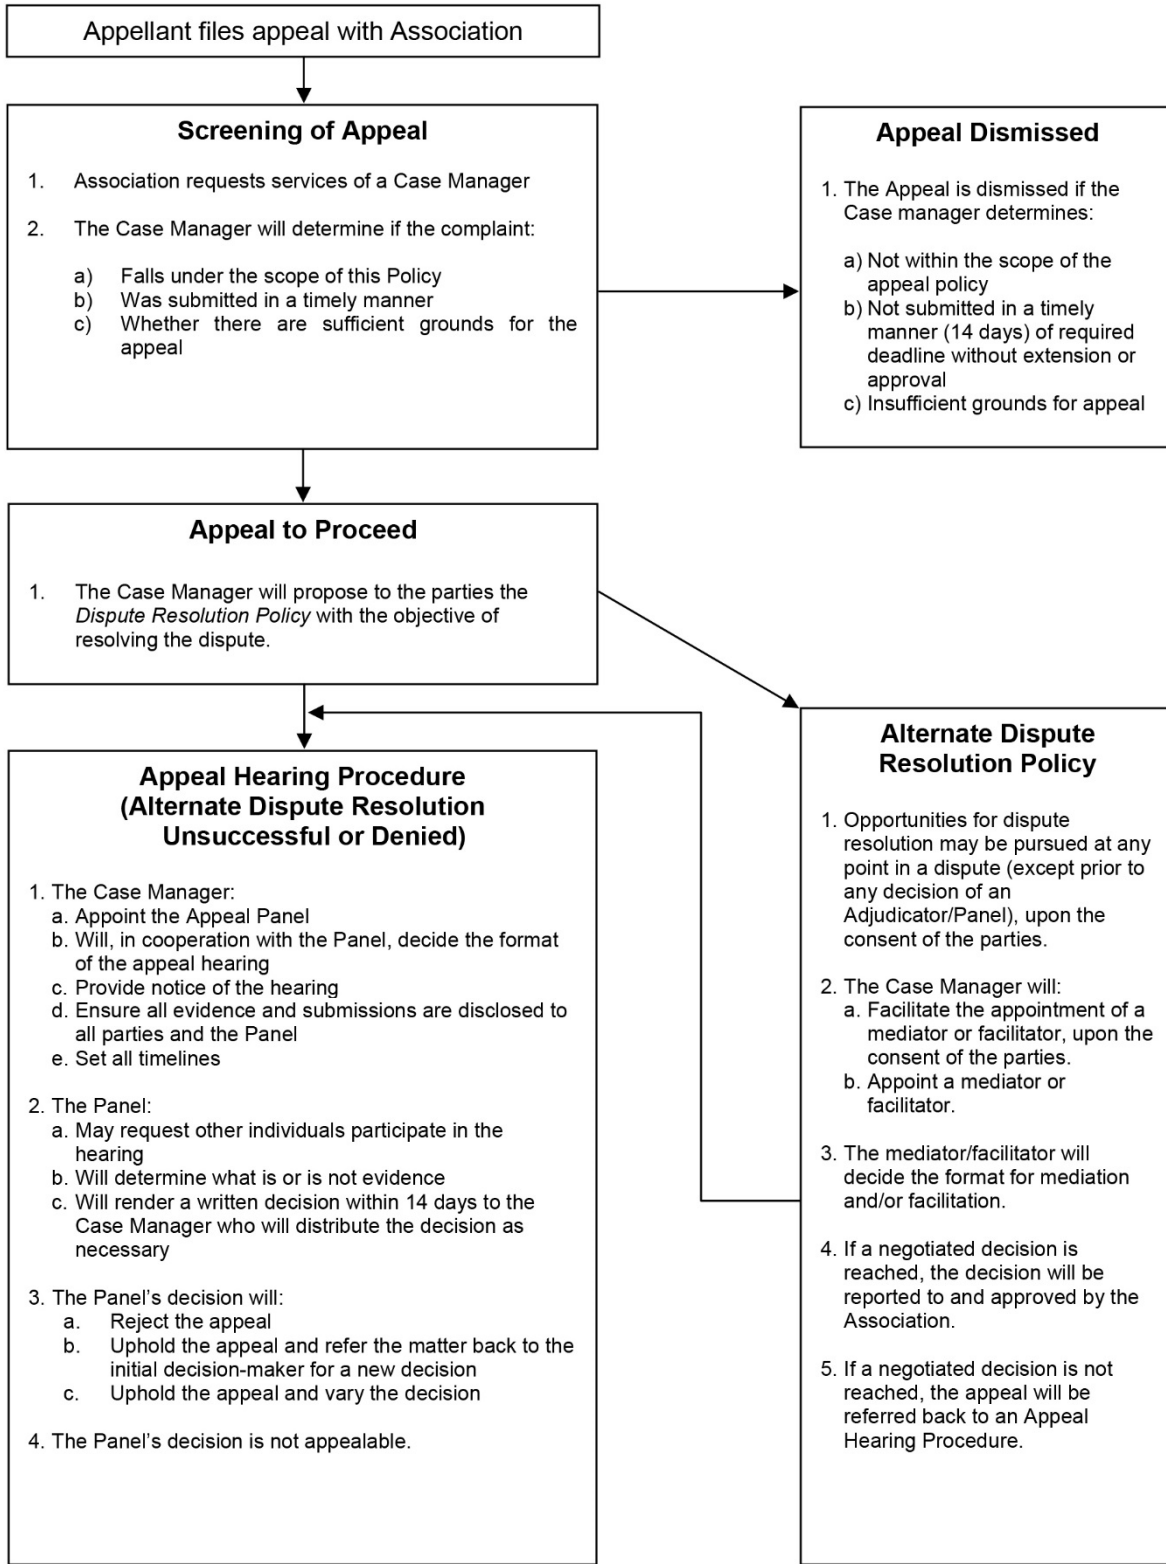 Appellant files appeal with Association
Screening of Appeal
1. Association requests services of a Case Manager
2. The Case Manager will determine if the complaint:
a) Falls under the scope of this Policy
b) Was submitted in a timely manner
c) Whether there are sufficient grounds for the
appeal
Appeal Dismissed
1. The Appeal is dismissed if the
Case manager determines:
a) Not within the scope of the
appeal policy
b) Not submitted in a timely
manner (14 days) of required
deadline without extension or
approval
c) Insufficient grounds for appeal
Appeal to Proceed
1. The Case Manager will propose to the parties the
Dispute Resolution Policy with the objective of
resolving the dispute.
Appeal Hearing Procedure
(Alternate Dispute Resolution
Unsuccessful or Denied)
1. The Case Manager:
a. Appoint the Appeal Panel
b. Will, in cooperation with the Panel, decide the format
of the appeal hearing
c. Provide notice of the hearing
d. Ensure all evidence and submissions are disclosed to
all parties and the Panel
e. Set all timelines
2. The Panel:
a. May request other individuals participate in the
hearing
b. Will determine what is or is not evidence
c. Will render a written decision within 14 days to the
Case Manager who will distribute the decision as
necessary
3. The Panel's decision will:
a. Reject the appeal
b. Uphold the appeal and refer the matter back to the
initial decision-maker for a new decision
c. Uphold the appeal and vary the decision
4. The Panel's decision is not appealable.
Alternate Dispute
Resolution Policy
1. Opportunities for dispute
resolution may be pursued at any
point in a dispute (except prior to
any decision of an
Adjudicator/Panel), upon the
consent of the parties.
2. The Case Manager will:
a. Facilitate the appointment of a
mediator or facilitator, upon the
consent of the parties.
b. Appoint a mediator or
facilitator.
3. The mediator/facilitator will
decide the format for mediation
and/or facilitation.
4. If a negotiated decision is
reached, the decision will be
reported to and approved by the
Association.
5. If a negotiated decision is not
reached, the appeal will be
referred back to an Appeal
Hearing Procedure.